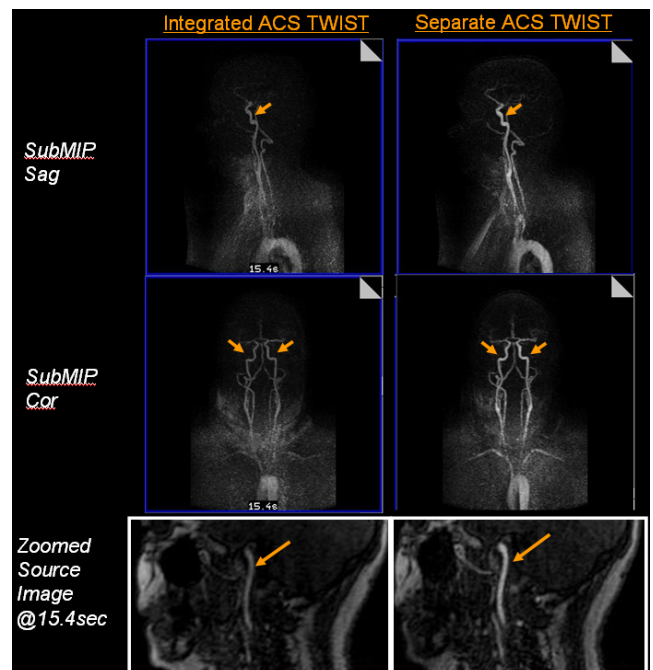 Integrated ACS TWIST
Separate ACS TWIST
SubMIP
Sag
15.4s
SubMIP
Cor
15.4s
Zoomed
Source
Image
@15.4sec